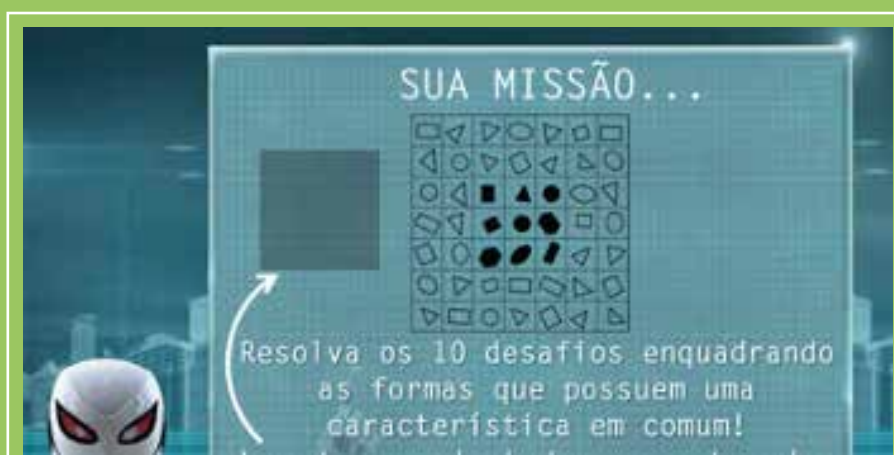 SUA MISSÃO...
Resolva os 10 desafios enquadrando
as formas que possuem uma
característica em comum!